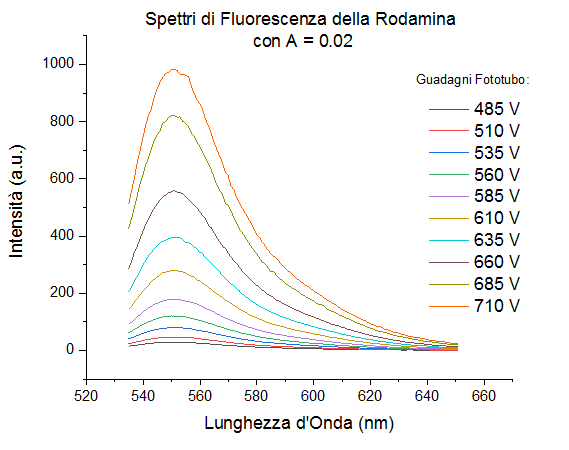 Spettri di Fluorescenza della Rodamina
con A = 0.02
Guadagni Fototubo:
485 V
510 V
535 V
560 V
585 V
610 V
635 V
660 V
685 V
710 V
Intensità (a.u.)
1000
800
600
400
200
0
520 540 560 580 600 620 640 660
Lunghezza d'Onda (nm)